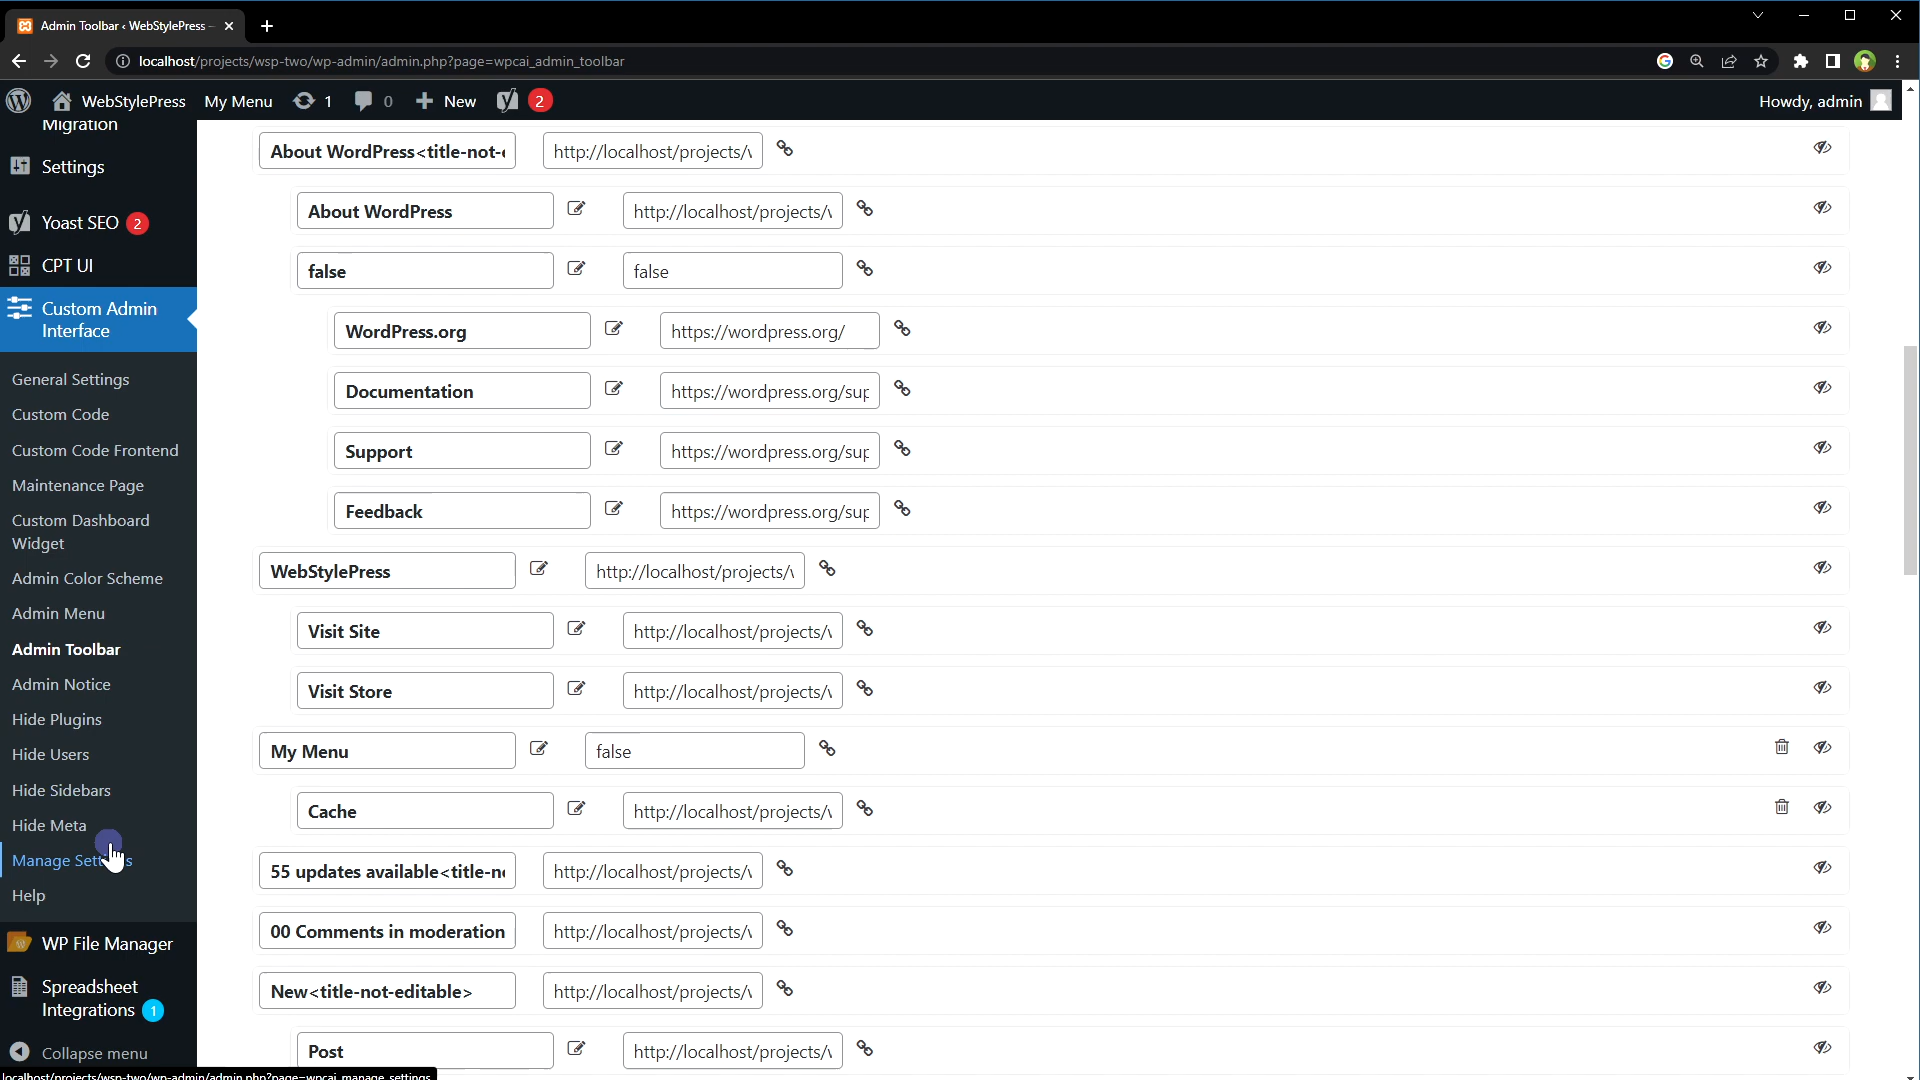 Admin Toolbar ‹ WebStylePress –
localhost/projects/wsp-two/wp-admin/admin.php?page=wpcai_admin_toolbar
WebStylePress My Menu 1 0 New 2 Howdy, admin
Migration
Settings
Yoast SEO 2
CPT UI
Custom Admin
Interface
General Settings
Custom Code
Custom Code Frontend
Maintenance Page
Custom Dashboard
Widget
Admin Color Scheme
Admin Menu
Admin Toolbar
Admin Notice
Hide Plugins
Hide Users
Hide Sidebars
Hide Meta
Manage Settings
Help
WP File Manager
Spreadsheet
Integrations 1
Collapse menu
localhost/projects/wsp-two/wp-admin/admin.php?page=wpcai_manage_settings
About WordPress<title-not- http://localhost/projects/
About WordPress http://localhost/projects/
false false
WordPress.org https://wordpress.org/
Documentation https://wordpress.org/sup
Support https://wordpress.org/sup
Feedback https://wordpress.org/sup
WebStylePress http://localhost/projects/
Visit Site http://localhost/projects/
Visit Store http://localhost/projects/
My Menu false
Cache http://localhost/projects/
55 updates available<title-n http://localhost/projects/
00 Comments in moderation http://localhost/projects/
New<title-not-editable> http://localhost/projects/
Post http://localhost/projects/